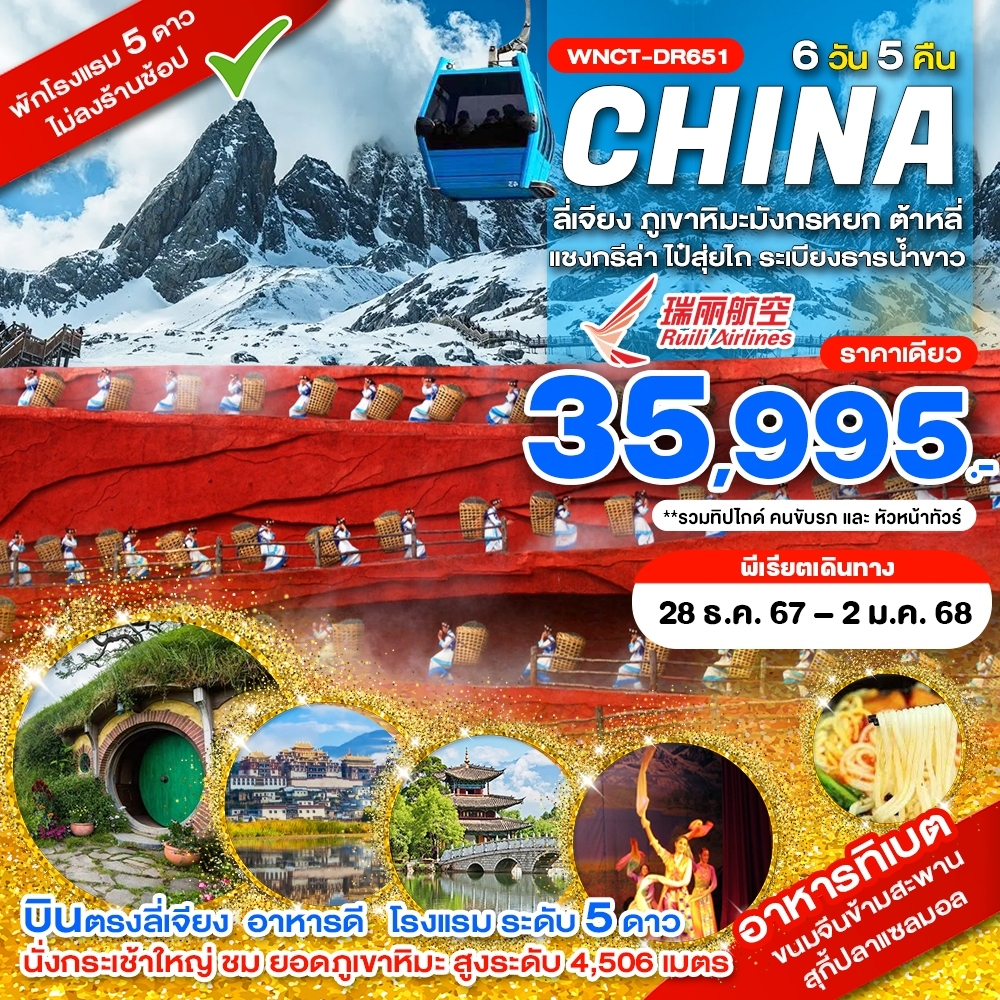 พักโรงแรม 5 ดาว
ไม่ลงร้านช้อป
WNCT-DR651
6 วัน 5 คืน
CHINA
ลี่เจียง ภูเขาหิมะมังกรหยก ต้าหลี่
แชงกรีล่า ไป๋สุ่ยไถ ระเบียงธารน้ำขาว
瑞丽航空
Ruili Airlines
ราคาเดียว
35,995.-
**รวมทิปไกด์ คนขับรถ และ หัวหน้าทัวร์
พีเรียตเดินทาง
28 ธ.ค. 67 – 2 ม.ค. 68
อาหารทิเบต
ขนมจีนข้ามสะพาน
สุกี้ปลาแซลมอล
บินตรงลี่เจียง อาหารดี โรงแรม ระดับ 5 ดาว
นั่งกระเช้าใหญ่ ชม ยอดภูเขาหิมะ สูงระดับ 4,506 เมตร